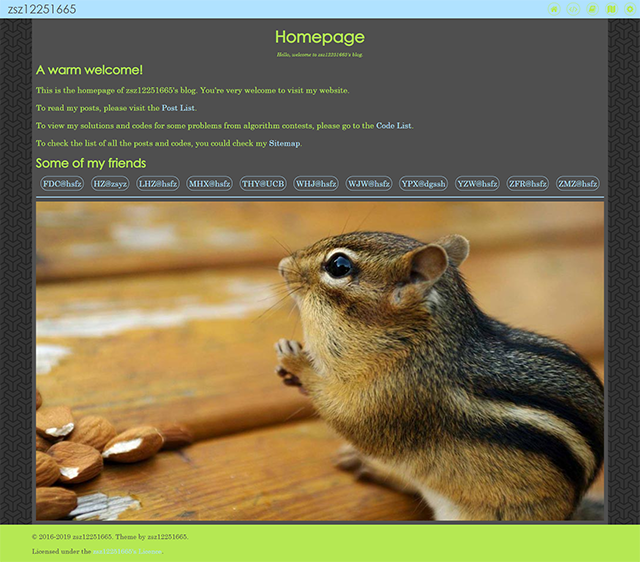 zsz12251665
Homepage
Hello, welcome to zsz12251665's blog.
A warm welcome!
This is the homepage of zsz12251665's blog. You're very welcome to visit my website.
To read my posts, please visit the Post List.
To view my solutions and codes for some problems from algorithm contests, please go to the Code List.
To check the list of all the posts and codes, you could check my Sitemap.
Some of my friends
FDC@hsfz HZ@zsyz LHZ@hsfz MHX@hsfz THY@UCB WHJ@hsfz WJW@hsfz YPX@dgssh YZW@hsfz ZFR@hsfz ZMZ@hsfz
© 2016-2019 zsz12251665. Theme by zsz12251665.
Licensed under the